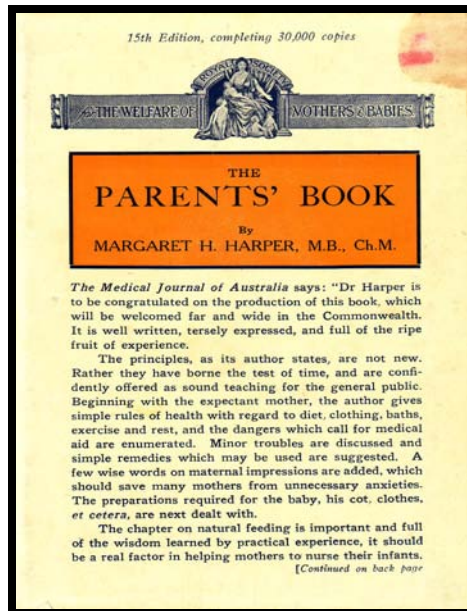 15th Edition, completing 30,000 copies
ROYAL SOCIETY
for THE WELFARE OF MOTHERS & BABIES
THE
PARENTS' BOOK
By
MARGARET H. HARPER, M.B., Ch.M.
The Medical Journal of Australia says: "Dr Harper is
to be congratulated on the production of this book, which
will be welcomed far and wide in the Commonwealth.
It is well written, tersely expressed, and full of the ripe
fruit of experience.
The principles, as its author states, are not new.
Rather they have borne the test of time, and are confi-
dently offered as sound teaching for the general public.
Beginning with the expectant mother, the author gives
simple rules of health with regard to diet, clothing, baths,
exercise and rest, and the dangers which call for medical
aid are enumerated. Minor troubles are discussed and
simple remedies which may be used are suggested. A
few wise words on maternal impressions are added, which
should save many mothers from unnecessary anxieties.
The preparations required for the baby, his cot, clothes,
et cetera, are next dealt with.
The chapter on natural feeding is important and full
of the wisdom learned by practical experience, it should
be a real factor in helping mothers to nurse their infants.
[Continued on back page